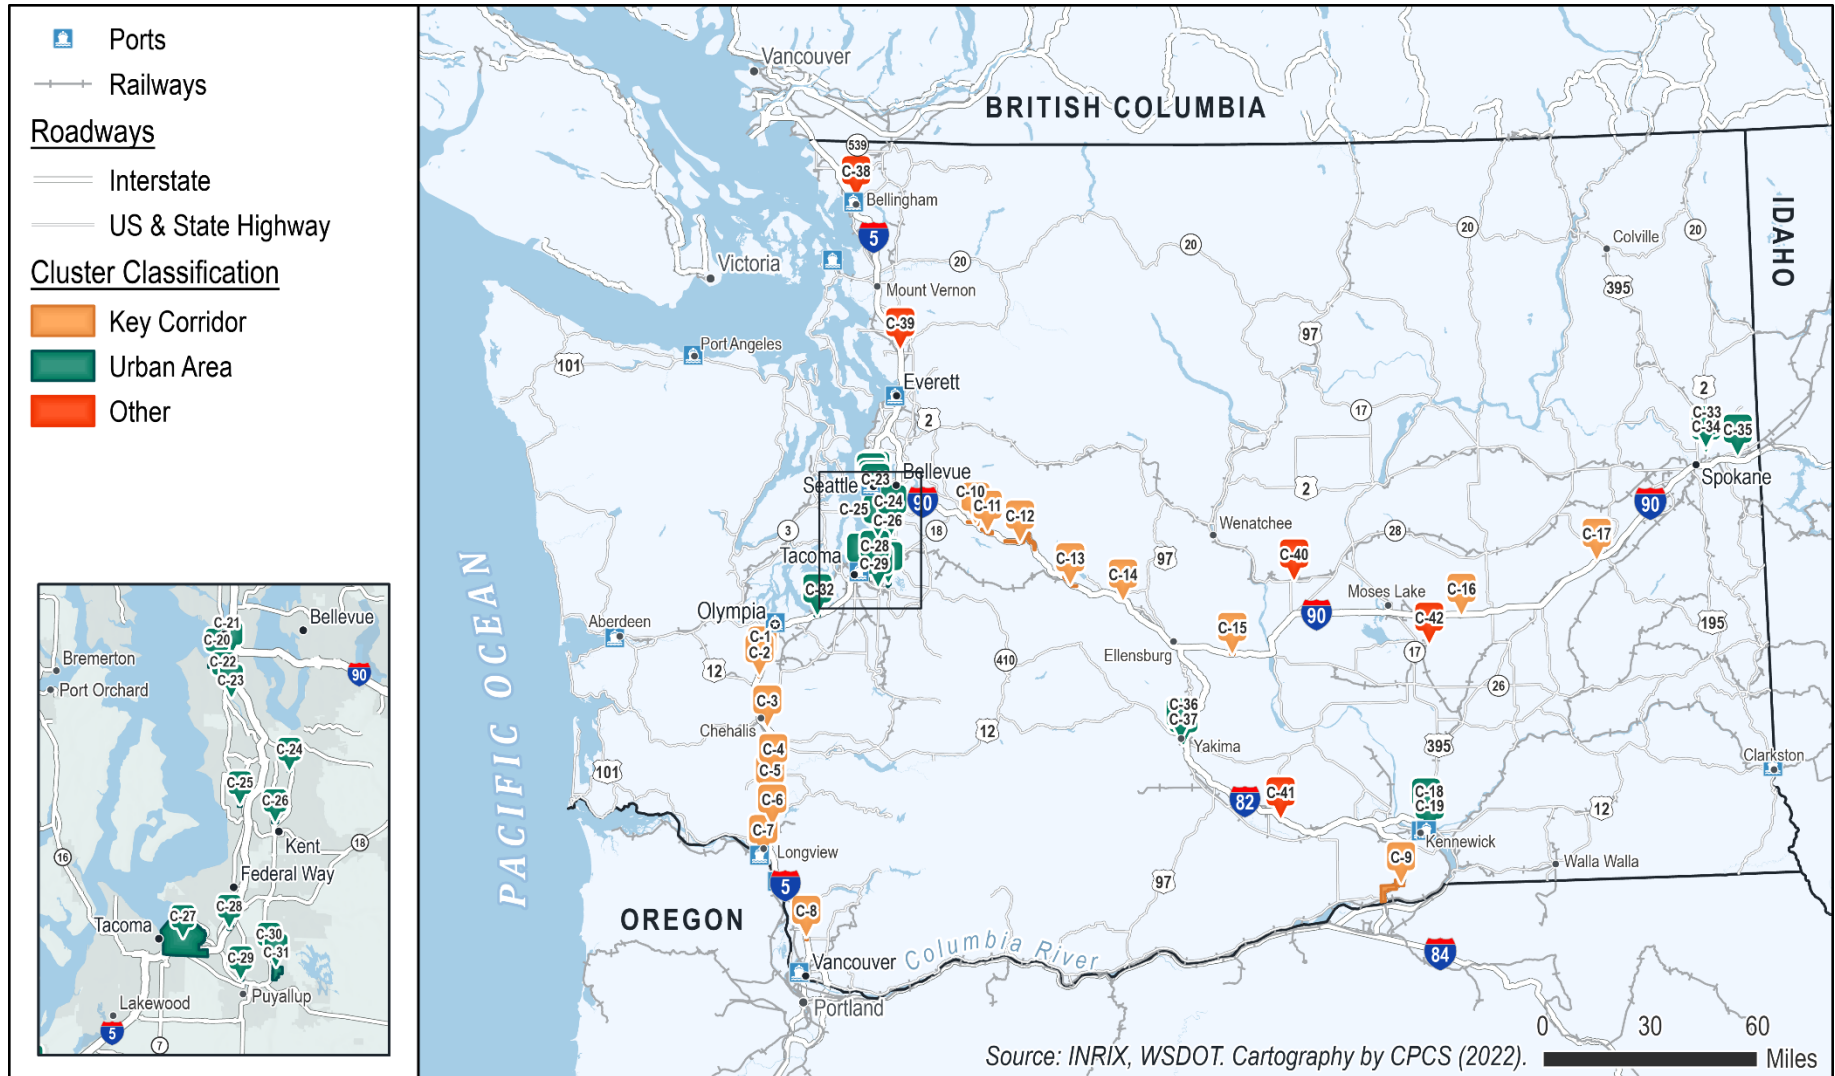 Ports
Railways
Roadways
Interstate
US & State Highway
Cluster Classification
Key Corridor
Urban Area
Other
C-21
C-20
Bellevue
C-22
C-23
Bremerton
Port Orchard
90
C-24
C-25
C-26
Kent
16
18
Federal Way
C-27
C-28
Tacoma
C-30
C-31
C-29
Puyallup
Lakewood
5
7
Vancouver
BRITISH COLUMBIA
539
C-38
Bellingham
5
IDAHO
20
20
20
20
Colville
Victoria
395
Mount Vernon
C-39
97
Port Angeles
101
Everett
2
2
17
C-33
C-34
C-35
Bellevue
Seattle
C-23
Spokane
C-24
C-25
C-26
90
C-10
C-11
C-12
2
90
3
18
Wenatchee
28
C-17
Tacoma
C-28
C-29
C-13
97
C-40
C-14
C-32
Moses Lake
C-16
Olympia
90
C-42
195
Aberdeen
C-1
C-2
C-15
Ellensburg
17
12
410
26
PACIFIC OCEAN
C-3
C-36
C-37
Chehalis
12
Yakima
395
C-4
C-5
Clarkston
101
C-6
82
C-41
C-18
C-19
12
C-7
Kennewick
Longview
C-9
Walla Walla
5
97
OREGON
C-8
Columbia River
84
Vancouver
Portland
0 30 60
Miles
Source: INRIX, WSDOT. Cartography by CPCS (2022).